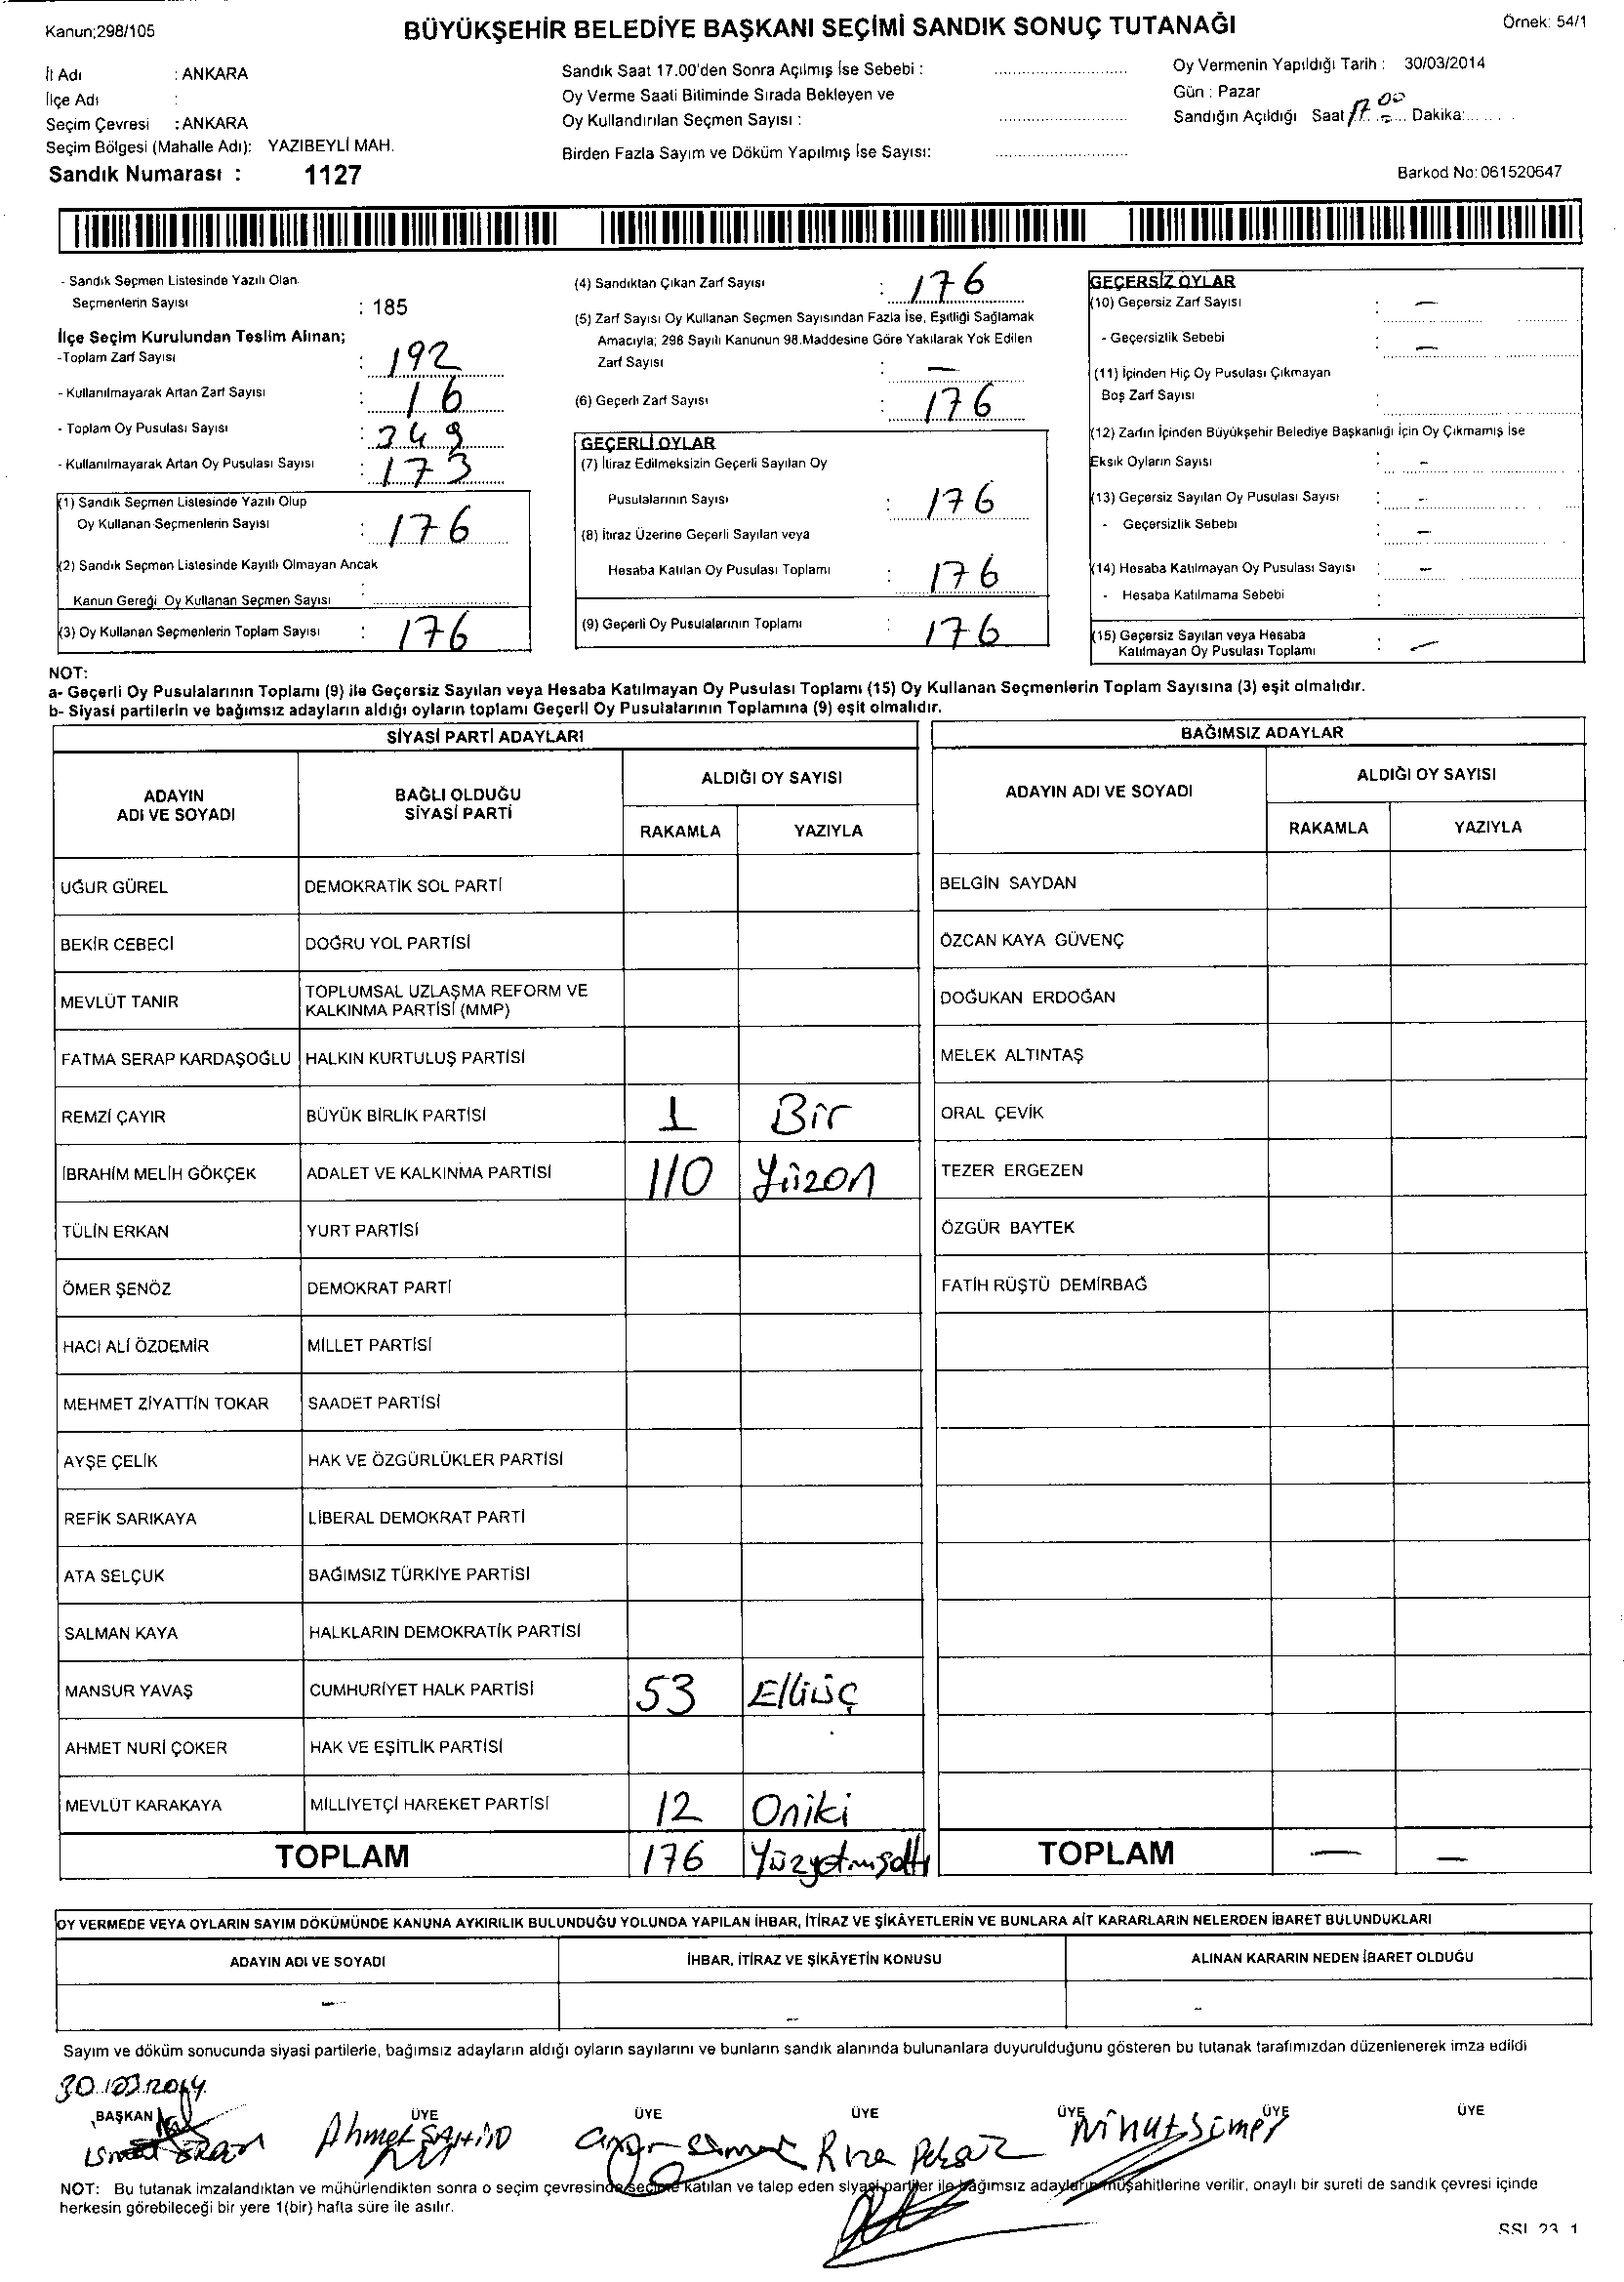 Kanun;298/105
BÜYÜKŞEHİR BELEDİYE BAŞKANI SEÇİMİ SANDIK SONUÇ TUTANAĞI
Örnek: 54/1
İl Adı : ANKARA
İlçe Adı :
Seçim Çevresi : ANKARA
Seçim Bölgesi (Mahalle Adı): YAZIBEYLİ MAH.
Sandık Numarası : 1127
Sandık Saat 17.00'den Sonra Açılmış İse Sebebi :
Oy Verme Saati Bitiminde Sırada Bekleyen ve
Oy Kullandırılan Seçmen Sayısı :
Birden Fazla Sayım ve Döküm Yapılmış İse Sayısı:
Oy Vermenin Yapıldığı Tarih : 30/03/2014
Gün : Pazar
Sandığın Açıldığı Saat 17.00 Dakika:
Barkod No: 061520647
- Sandık Seçmen Listesinde Yazılı Olan
Seçmenlerin Sayısı : 185
İlçe Seçim Kurulundan Teslim Alınan;
-Toplam Zarf Sayısı : 192
- Kullanılmayarak Artan Zarf Sayısı : 16
- Toplam Oy Pusulası Sayısı : 349
- Kullanılmayarak Artan Oy Pusulası Sayısı : 173
(1) Sandık Seçmen Listesinde Yazılı Olup
Oy Kullanan Seçmenlerin Sayısı : 176
(2) Sandık Seçmen Listesinde Kayıtlı Olmayan Ancak
Kanun Gereği Oy Kullanan Seçmen Sayısı :
(3) Oy Kullanan Seçmenlerin Toplam Sayısı : 176
(4) Sandıktan Çıkan Zarf Sayısı : 176
(5) Zarf Sayısı Oy Kullanan Seçmen Sayısından Fazla İse, Eşitliği Sağlamak
Amacıyla; 298 Sayılı Kanunun 98.Maddesine Göre Yakılarak Yok Edilen
Zarf Sayısı : —
(6) Geçerli Zarf Sayısı : 176
GEÇERLİ OYLAR
(7) İtiraz Edilmeksizin Geçerli Sayılan Oy
Pusulalarının Sayısı : 176
(8) İtiraz Üzerine Geçerli Sayılan veya
Hesaba Katılan Oy Pusulası Toplamı : 176
(9) Geçerli Oy Pusulalarının Toplamı : 176
GEÇERSİZ OYLAR
(10) Geçersiz Zarf Sayısı : —
- Geçersizlik Sebebi : —
(11) İçinden Hiç Oy Pusulası Çıkmayan
Boş Zarf Sayısı :
(12) Zarfın İçinden Büyükşehir Belediye Başkanlığı İçin Oy Çıkmamış İse
Eksik Oyların Sayısı : -
(13) Geçersiz Sayılan Oy Pusulası Sayısı : -
- Geçersizlik Sebebi : —
(14) Hesaba Katılmayan Oy Pusulası Sayısı : —
- Hesaba Katılmama Sebebi :
(15) Geçersiz Sayılan veya Hesaba
Katılmayan Oy Pusulası Toplamı : —
NOT:
a- Geçerli Oy Pusulalarının Toplamı (9) ile Geçersiz Sayılan veya Hesaba Katılmayan Oy Pusulası Toplamı (15) Oy Kullanan Seçmenlerin Toplam Sayısına (3) eşit olmalıdır.
b- Siyasi partilerin ve bağımsız adayların aldığı oyların toplamı Geçerli Oy Pusulalarının Toplamına (9) eşit olmalıdır.
SİYASİ PARTİ ADAYLARI
ADAYIN ADI VE SOYADI BAĞLI OLDUĞU SİYASİ PARTİ ALDIĞI OY SAYISI
RAKAMLA YAZIYLA
UĞUR GÜREL DEMOKRATİK SOL PARTİ
BEKİR CEBECİ DOĞRU YOL PARTİSİ
MEVLÜT TANIR TOPLUMSAL UZLAŞMA REFORM VE KALKINMA PARTİSİ (MMP)
FATMA SERAP KARDAŞOĞLU HALKIN KURTULUŞ PARTİSİ
REMZİ ÇAYIR BÜYÜK BİRLİK PARTİSİ 1 Bir
İBRAHİM MELİH GÖKÇEK ADALET VE KALKINMA PARTİSİ 110 Yüzon
TÜLİN ERKAN YURT PARTİSİ
ÖMER ŞENÖZ DEMOKRAT PARTİ
HACI ALİ ÖZDEMİR MİLLET PARTİSİ
MEHMET ZİYATTİN TOKAR SAADET PARTİSİ
AYŞE ÇELİK HAK VE ÖZGÜRLÜKLER PARTİSİ
REFİK SARIKAYA LİBERAL DEMOKRAT PARTİ
ATA SELÇUK BAĞIMSIZ TÜRKİYE PARTİSİ
SALMAN KAYA HALKLARIN DEMOKRATİK PARTİSİ
MANSUR YAVAŞ CUMHURİYET HALK PARTİSİ 53 Elliüç
AHMET NURİ ÇOKER HAK VE EŞİTLİK PARTİSİ
MEVLÜT KARAKAYA MİLLİYETÇİ HAREKET PARTİSİ 12 Oniki
TOPLAM 176 Yüzyetmişaltı
BAĞIMSIZ ADAYLAR
ADAYIN ADI VE SOYADI ALDIĞI OY SAYISI
RAKAMLA YAZIYLA
BELGİN SAYDAN
ÖZCAN KAYA GÜVENÇ
DOĞUKAN ERDOĞAN
MELEK ALTINTAŞ
ORAL ÇEVİK
TEZER ERGEZEN
ÖZGÜR BAYTEK
FATİH RÜŞTÜ DEMİRBAĞ
TOPLAM — —
OY VERMEDE VEYA OYLARIN SAYIM DÖKÜMÜNDE KANUNA AYKIRILIK BULUNDUĞU YOLUNDA YAPILAN İHBAR, İTİRAZ VE ŞİKÂYETLERİN VE BUNLARA AİT KARARLARIN NELERDEN İBARET BULUNDUKLARI
ADAYIN ADI VE SOYADI İHBAR, İTİRAZ VE ŞİKÂYETİN KONUSU ALINAN KARARIN NEDEN İBARET OLDUĞU
— — -
Sayım ve döküm sonucunda siyasi partilerle, bağımsız adayların aldığı oyların sayılarını ve bunların sandık alanında bulunanlara duyurulduğunu gösteren bu tutanak tarafımızdan düzenlenerek imza edildi
30.03.2014
BAŞKAN ÜYE ÜYE ÜYE ÜYE ÜYE ÜYE
Ahmet ŞAHİN Rıza
NOT: Bu tutanak imzalandıktan ve mühürlendikten sonra o seçim çevresinde seçime katılan ve talep eden siyasi partiler ile bağımsız adayların müşahitlerine verilir, onaylı bir sureti de sandık çevresi içinde
herkesin görebileceği bir yere 1(bir) hafta süre ile asılır.